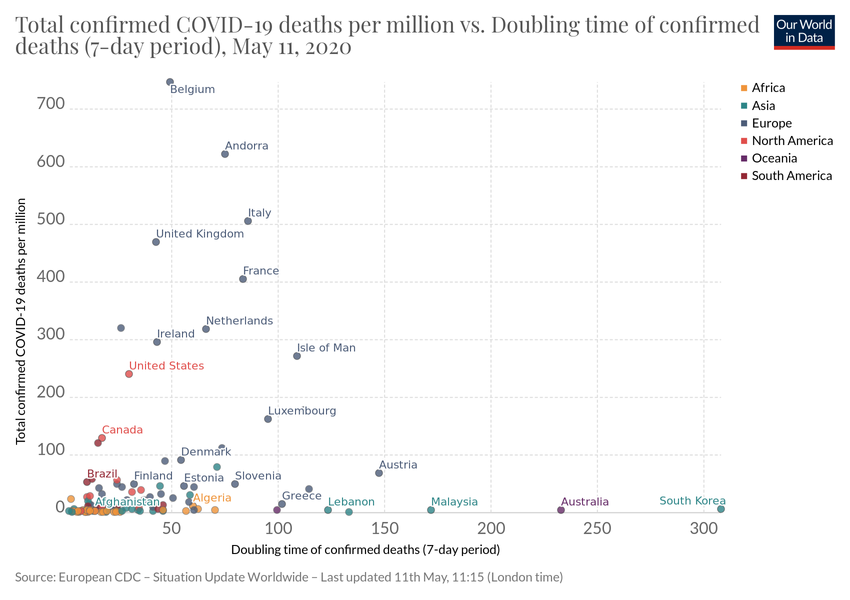 Total confirmed COVID-19 deaths per million vs. Doubling time of confirmed
deaths (7-day period), May 11, 2020
Our World
in Data
Africa
Asia
Europe
North America
Oceania
South America
Total confirmed COVID-19 deaths per million
700
600
500
400
300
200
100
0
Belgium
Andorra
Italy
United Kingdom
France
Netherlands
Ireland
Isle of Man
United States
Luxembourg
Canada
Denmark
Austria
Brazil
Finland
Estonia
Slovenia
Afghanistan
Algeria
Greece
Lebanon
Malaysia
Australia
South Korea
50
100
150
200
250
300
Doubling time of confirmed deaths (7-day period)
Source: European CDC – Situation Update Worldwide – Last updated 11th May, 11:15 (London time)